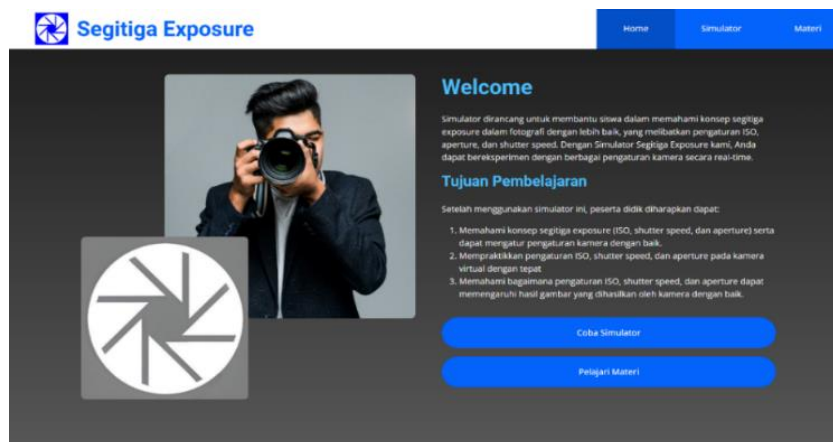 Segitiga Exposure
Home
Simulator
Materi
Welcome
Simulator dirancang untuk membantu siswa dalam memahami konsep segitiga
exposure dalam fotografi dengan lebih baik, yang melibatkan pengaturan ISO,
aperture, dan shutter speed. Dengan Simulator Segitiga Exposure kami, Anda
dapat bereksperimen dengan berbagai pengaturan kamera secara real-time.
Tujuan Pembelajaran
Setelah menggunakan simulator ini, peserta didik diharapkan dapat:
1. Memahami konsep segitiga exposure (ISO, shutter speed, dan aperture) serta
dapat mengatur pengaturan kamera dengan baik.
2. Mempraktikkan pengaturan ISO, shutter speed, dan aperture pada kamera
virtual dengan tepat
3. Memahami bagaimana pengaturan ISO, shutter speed, dan aperture dapat
memengaruhi hasil gambar yang dihasilkan oleh kamera dengan baik.
Coba Simulator
Pelajari Materi